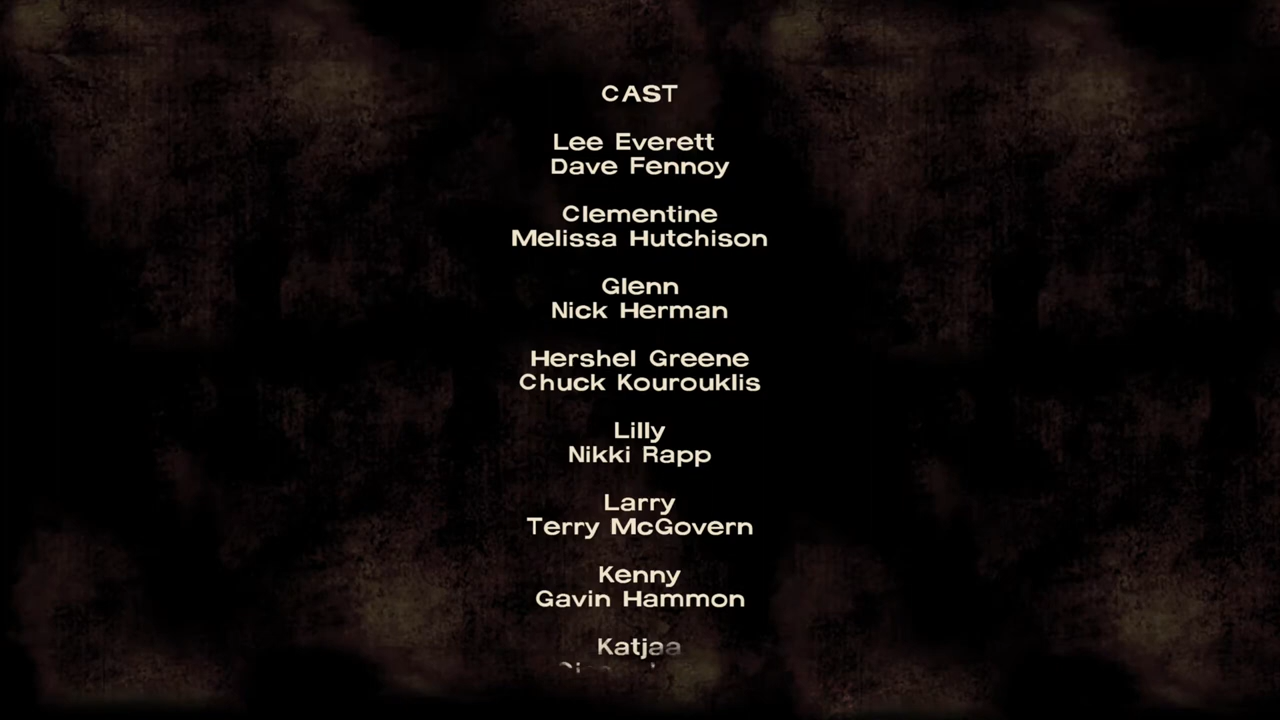 CAST
Lee Everett
Dave Fennoy
Clementine
Melissa Hutchison
Glenn
Nick Herman
Hershel Greene
Chuck Kourouklis
Lilly
Nikki Rapp
Larry
Terry McGovern
Kenny
Gavin Hammon
Katjaa